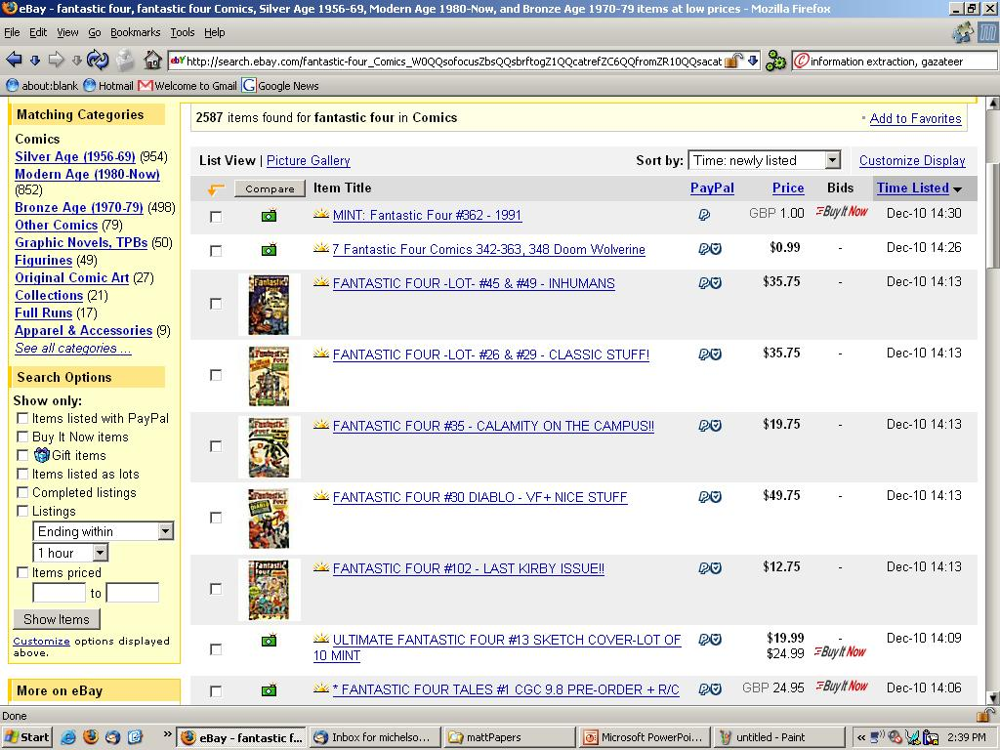 eBay - fantastic four, fantastic four Comics, Silver Age 1956-69, Modern Age 1980-Now, and Bronze Age 1970-79 items at low prices - Mozilla Firefox
File Edit View Go Bookmarks Tools Help
http://search.ebay.com/fantastic-four_Comics_W0QQsofocusZbsQQsbrftogZ1QQcatrefZC6QQfromZR10QQsacat
information extraction, gazateer
about:blank Hotmail Welcome to Gmail Google News
Matching Categories
Comics
Silver Age (1956-69) (954)
Modern Age (1980-Now)
(852)
Bronze Age (1970-79) (498)
Other Comics (79)
Graphic Novels, TPBs (50)
Figurines (49)
Original Comic Art (27)
Collections (21)
Full Runs (17)
Apparel & Accessories (9)
See all categories ...
Search Options
Show only:
Items listed with PayPal
Buy It Now items
Gift items
Items listed as lots
Completed listings
Listings
Ending within
1 hour
Items priced
to
Show Items
Customize options displayed
above.
More on eBay
2587 items found for fantastic four in Comics
Add to Favorites
List View | Picture Gallery
Sort by: Time: newly listed
Customize Display
Compare Item Title PayPal Price Bids Time Listed
MINT: Fantastic Four #362 - 1991 GBP 1.00 Buy It Now Dec-10 14:30
7 Fantastic Four Comics 342-363, 348 Doom Wolverine $0.99 - Dec-10 14:26
FANTASTIC FOUR -LOT- #45 & #49 - INHUMANS $35.75 - Dec-10 14:13
FANTASTIC FOUR -LOT- #26 & #29 - CLASSIC STUFF! $35.75 - Dec-10 14:13
FANTASTIC FOUR #35 - CALAMITY ON THE CAMPUS!! $19.75 - Dec-10 14:13
FANTASTIC FOUR #30 DIABLO - VF+ NICE STUFF $49.75 - Dec-10 14:13
FANTASTIC FOUR #102 - LAST KIRBY ISSUE!! $12.75 - Dec-10 14:13
ULTIMATE FANTASTIC FOUR #13 SKETCH COVER-LOT OF $19.99 - Dec-10 14:09
10 MINT $24.99 Buy It Now
* FANTASTIC FOUR TALES #1 CGC 9.8 PRE-ORDER + R/C GBP 24.95 Buy It Now Dec-10 14:06
Done
Start » eBay - fantastic f... Inbox for michelso... mattPapers Microsoft PowerPoi... untitled - Paint « 2:39 PM